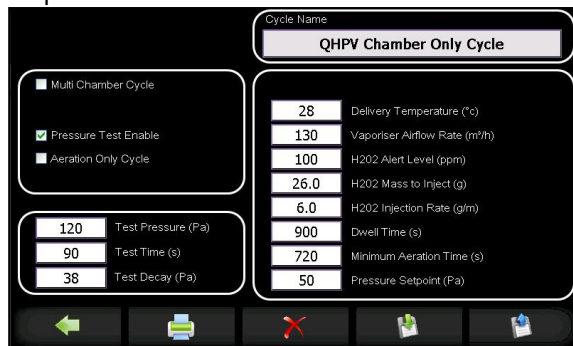 Cycle Name
QHPV Chamber Only Cycle
Multi Chamber Cycle
Pressure Test Enable
Aeration Only Cycle
120 Test Pressure (Pa)
90 Test Time (s)
38 Test Decay (Pa)
28 Delivery Temperature (°c)
130 Vaporiser Airflow Rate (m³/h)
100 H202 Alert Level (ppm)
26.0 H202 Mass to Inject (g)
6.0 H202 Injection Rate (g/m)
900 Dwell Time (s)
720 Minimum Aeration Time (s)
50 Pressure Setpoint (Pa)